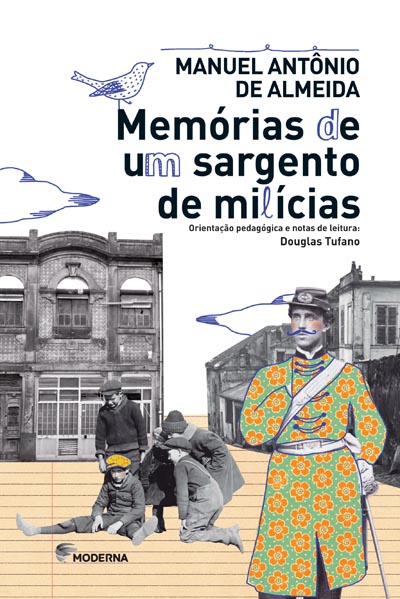 MANUEL ANTÔNIO
DE ALMEIDA
Memórias de
um sargento
de milícias
Orientação pedagógica e notas de leitura:
Douglas Tufano
MODERNA